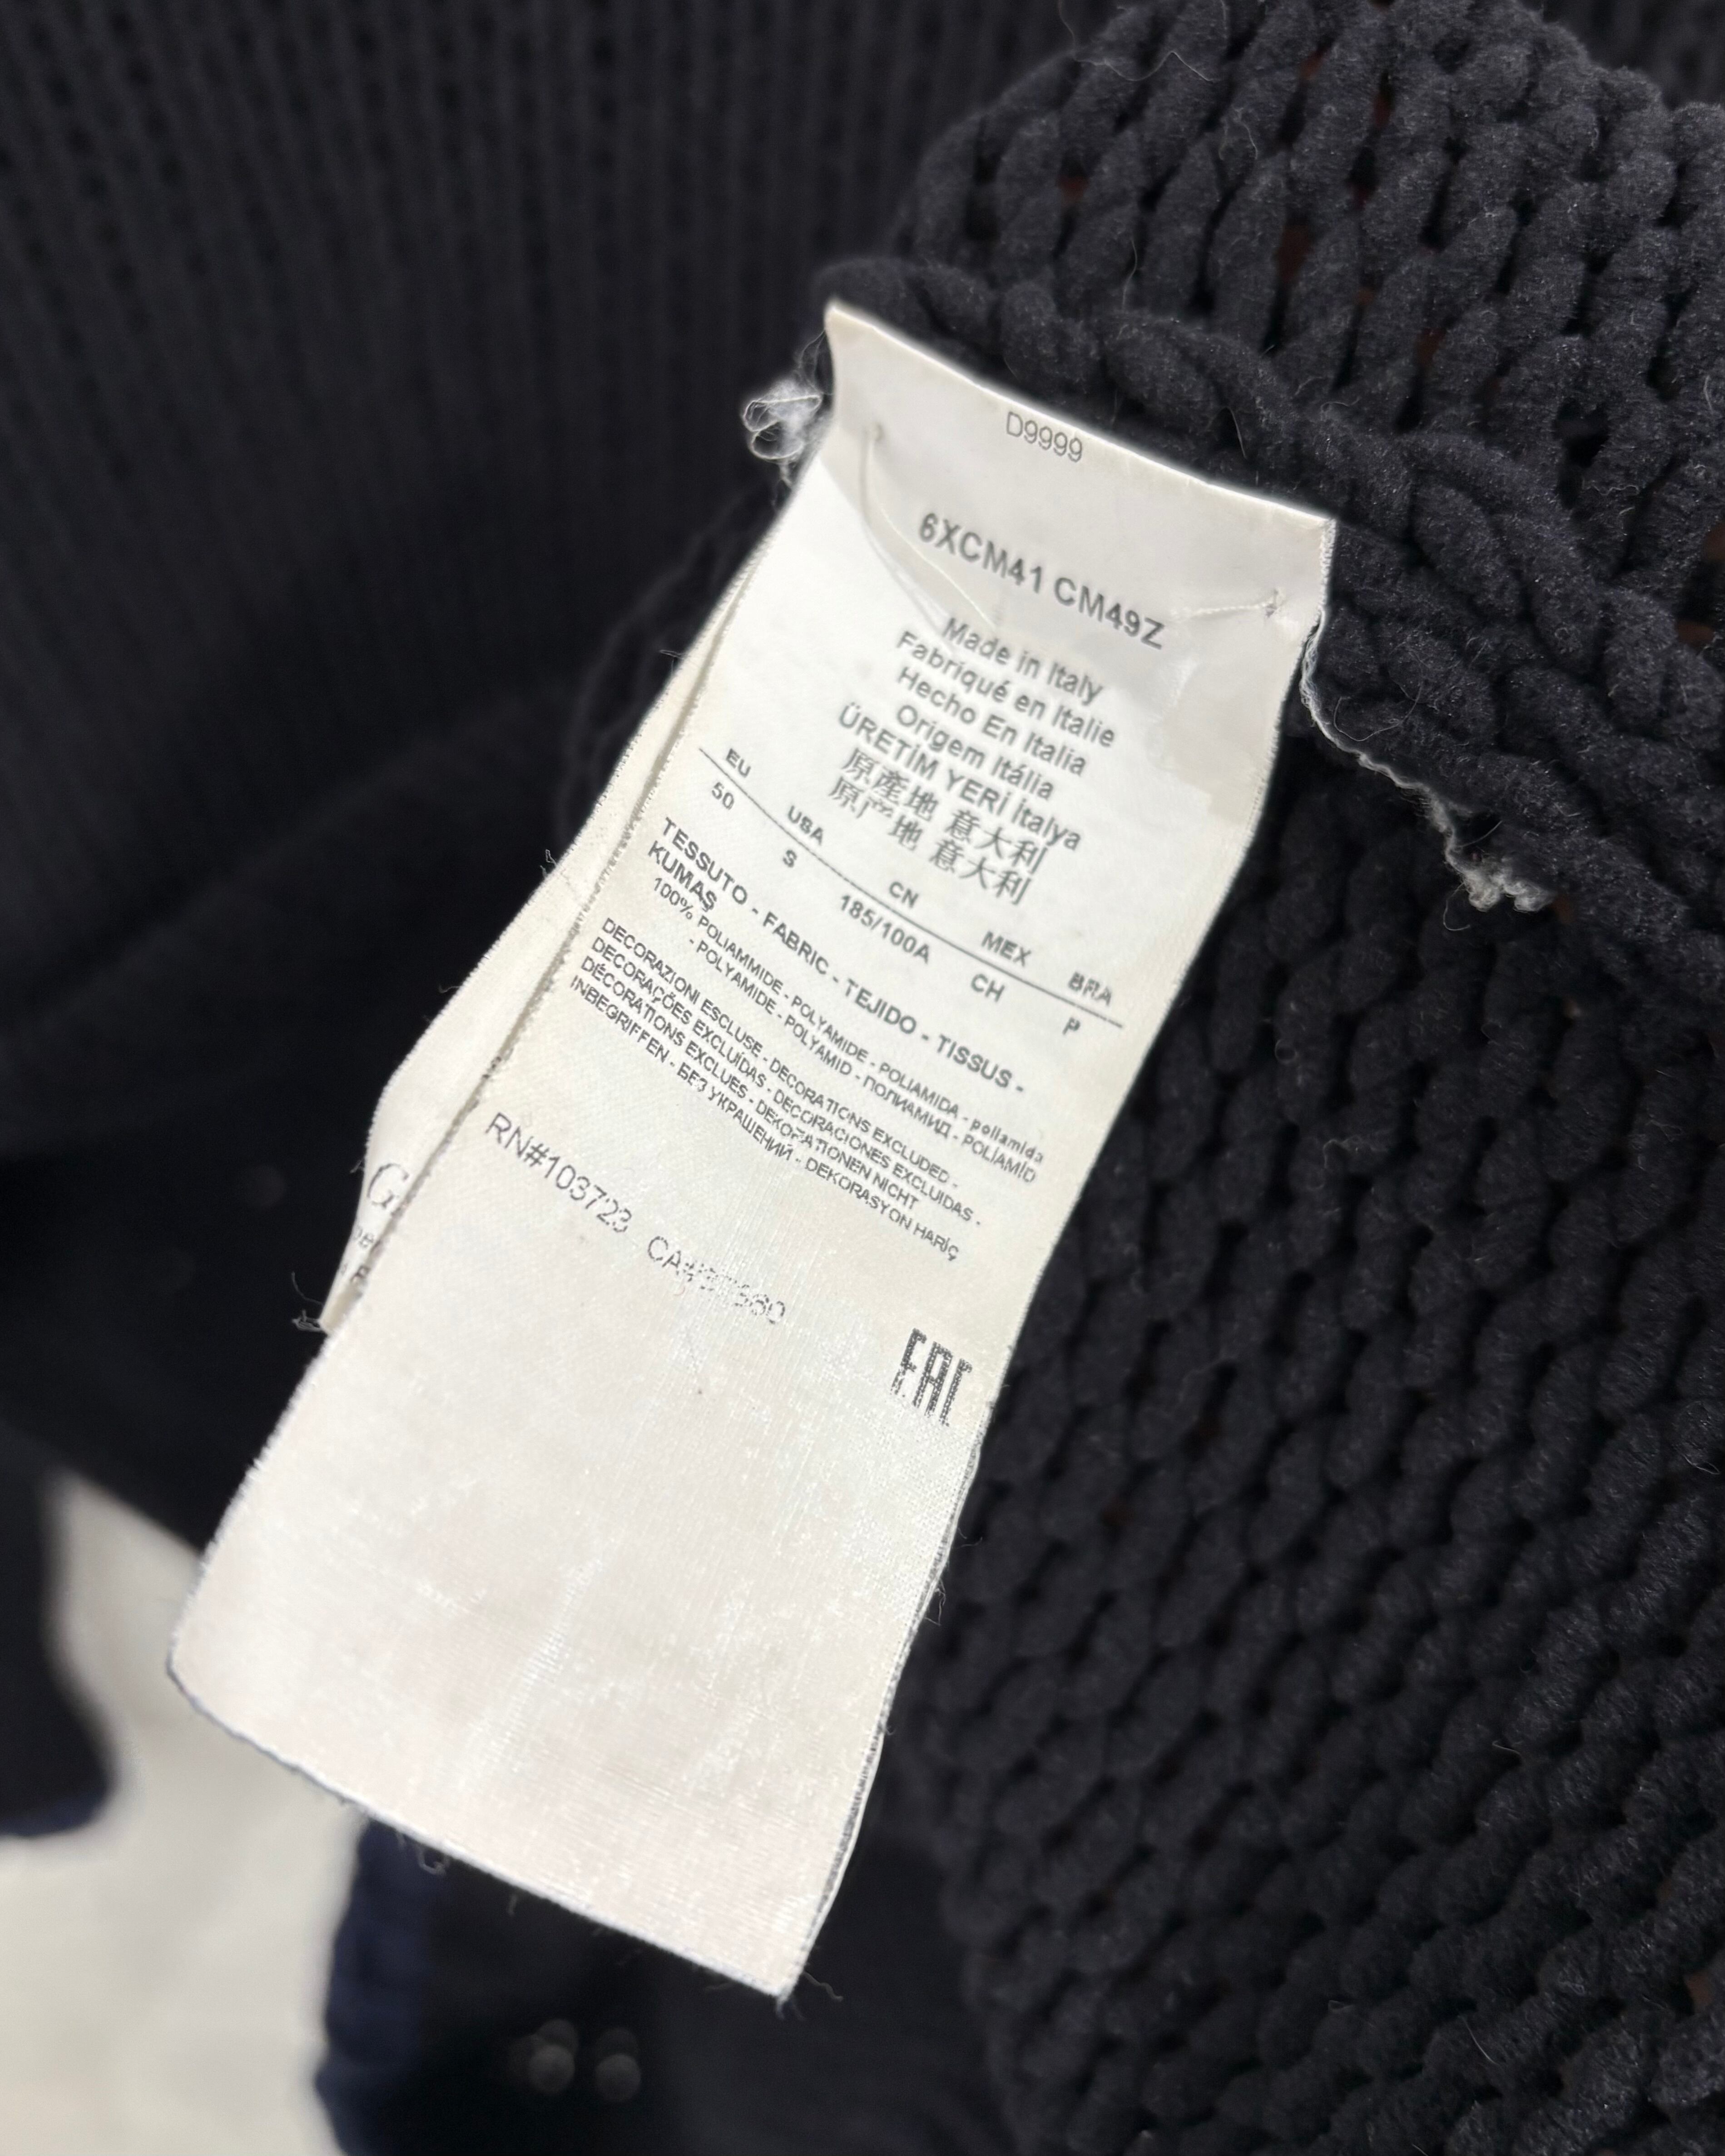 D9999
6XCM41 CM49Z
Made in Italy
Fabriqué en Italie
Hecho En Italia
Origem Itália
ÜRETİM YERİ İtalya
原產地 意大利
原产地 意大利
EU USA CN MEX BRA
50 S 185/100A CH P
TESSUTO - FABRIC - TEJIDO - TISSUS -
KUMAŞ
100% POLIAMMIDE - POLYAMIDE - POLIAMIDA - poliamida
- POLYAMIDE - POLYAMID - ПОЛИАМИД - POLİAMİD
DECORAZIONI ESCLUSE - DECORATIONS EXCLUDED -
DECORAÇÕES EXCLUÍDAS - DECORACIONES EXCLUIDAS -
DÉCORATIONS EXCLUES - DEKORATIONEN NICHT
INBEGRIFFEN - БЕЗ УКРАШЕНИЙ - DEKORASYON HARİÇ
RN#103723 CA#
EAC
G